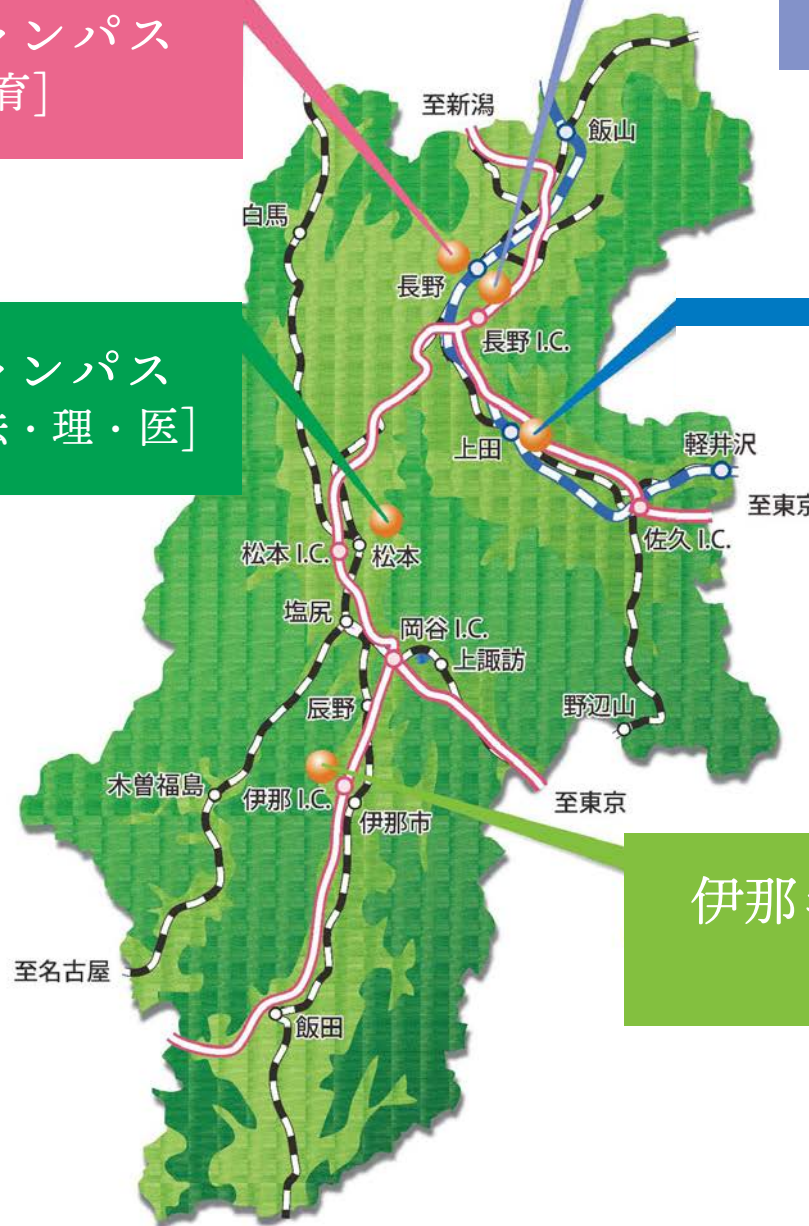 ャンパス
育]
至新潟
飯山
白馬
長野
長野 I.C.
ャンパス
・理・医]
上田
軽井沢
至東京
佐久 I.C.
松本 I.C.
松本
塩尻
岡谷 I.C.
上諏訪
辰野
野辺山
木曽福島
伊那 I.C.
伊那市
至東京
伊那
至名古屋
飯田